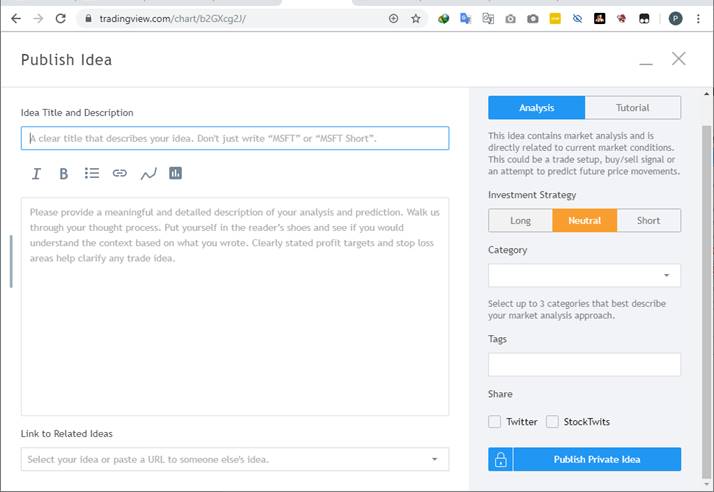 tradingview.com/chart/b2GXcg2J/
P
Publish Idea
Idea Title and Description
A clear title that describes your idea. Don't just write “MSFT” or “MSFT Short”.
I B
Please provide a meaningful and detailed description of your analysis and prediction. Walk us
through your thought process. Put yourself in the reader's shoes and see if you would
understand the context based on what you wrote. Clearly stated profit targets and stop loss
areas help clarify any trade idea.
Link to Related Ideas
Select your idea or paste a URL to someone else's idea.
Analysis Tutorial
This idea contains market analysis and is
directly related to current market conditions.
This could be a trade setup, buy/sell signal or
an attempt to predict future price movements.
Investment Strategy
Long Neutral Short
Category
Select up to 3 categories that best describe
your market analysis approach.
Tags
Share
Twitter StockTwits
Publish Private Idea